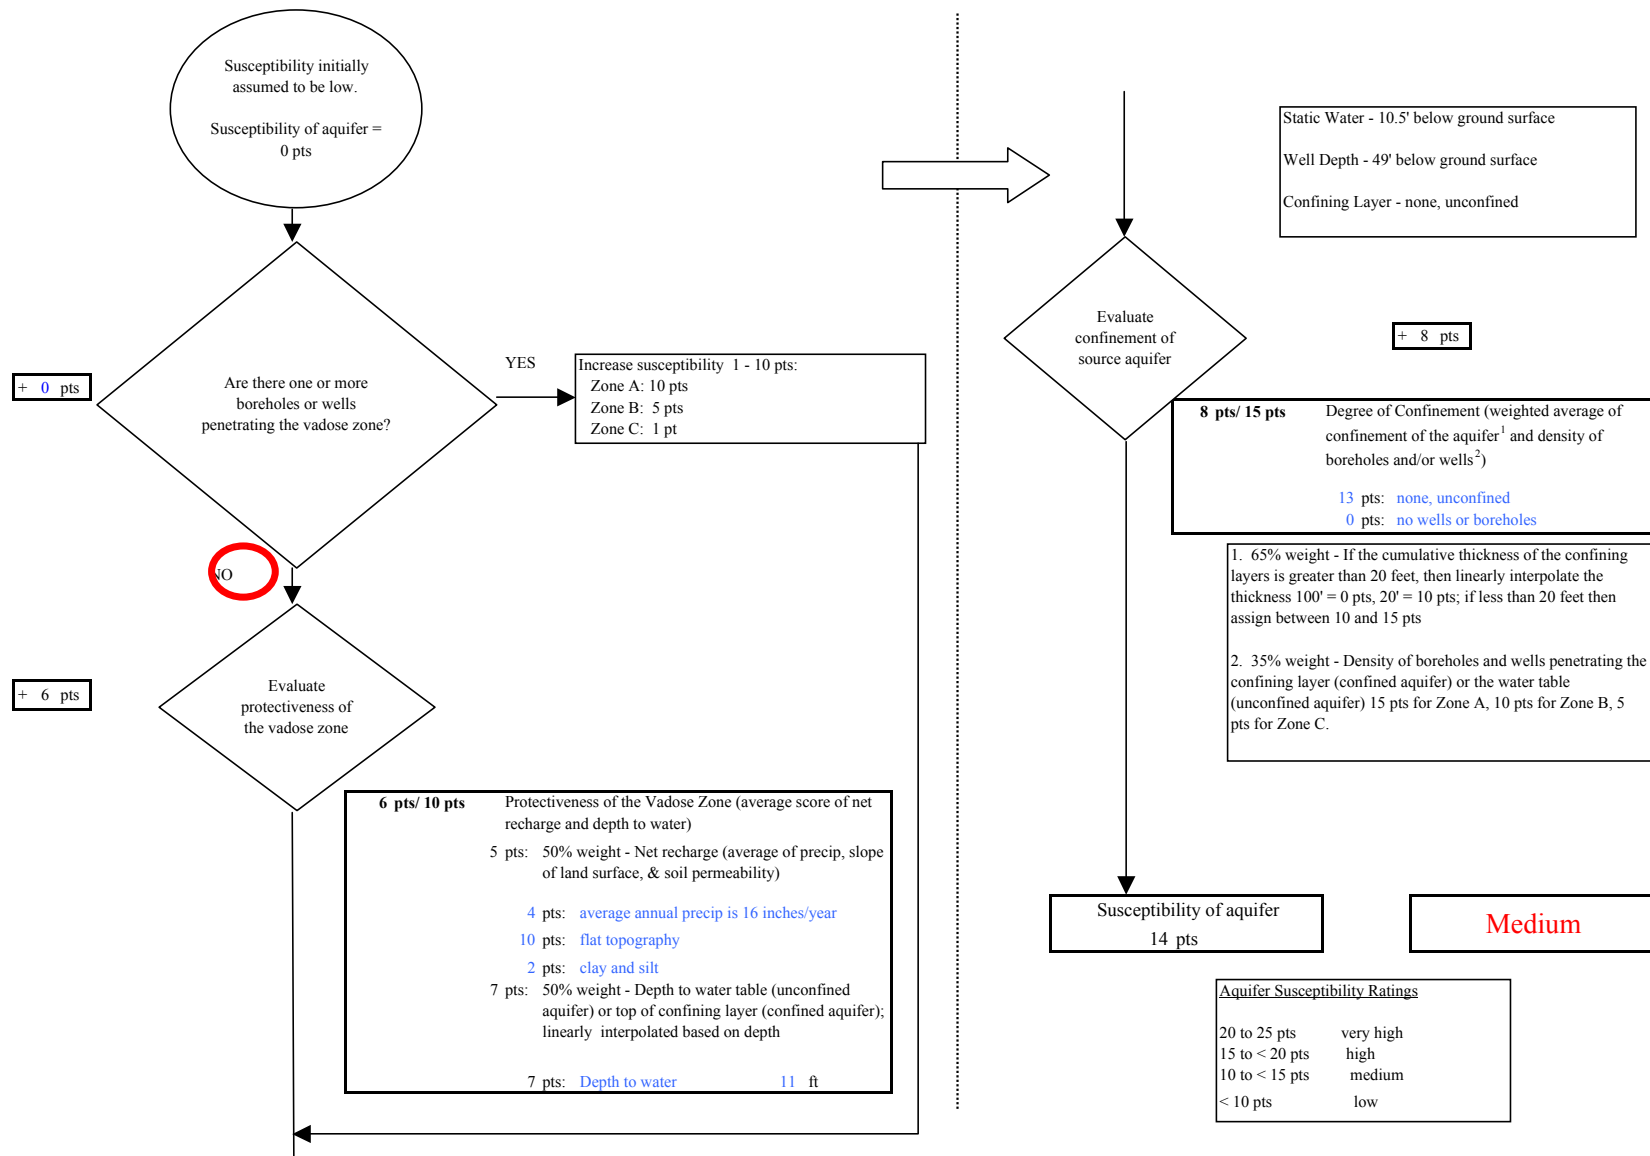 Susceptibility initially
assumed to be low.
Susceptibility of aquifer =
0 pts
+ 0 pts
Are there one or more
boreholes or wells
penetrating the vadose zone?
YES
Increase susceptibility 1 - 10 pts:
Zone A: 10 pts
Zone B: 5 pts
Zone C: 1 pt
NO
+ 6 pts
Evaluate
protectiveness of
the vadose zone
6 pts/ 10 pts Protectiveness of the Vadose Zone (average score of net
recharge and depth to water)
5 pts: 50% weight - Net recharge (average of precip, slope
of land surface, & soil permeability)
4 pts: average annual precip is 16 inches/year
10 pts: flat topography
2 pts: clay and silt
7 pts: 50% weight - Depth to water table (unconfined
aquifer) or top of confining layer (confined aquifer);
linearly interpolated based on depth
7 pts: Depth to water 11 ft
Static Water - 10.5' below ground surface
Well Depth - 49' below ground surface
Confining Layer - none, unconfined
Evaluate
confinement of
source aquifer
+ 8 pts
8 pts/ 15 pts Degree of Confinement (weighted average of
confinement of the aquifer1 and density of
boreholes and/or wells2)
13 pts: none, unconfined
0 pts: no wells or boreholes
1. 65% weight - If the cumulative thickness of the confining
layers is greater than 20 feet, then linearly interpolate the
thickness 100' = 0 pts, 20' = 10 pts; if less than 20 feet then
assign between 10 and 15 pts
2. 35% weight - Density of boreholes and wells penetrating the
confining layer (confined aquifer) or the water table
(unconfined aquifer) 15 pts for Zone A, 10 pts for Zone B, 5
pts for Zone C.
Susceptibility of aquifer
14 pts
Medium
Aquifer Susceptibility Ratings
20 to 25 pts very high
15 to < 20 pts high
10 to < 15 pts medium
< 10 pts low